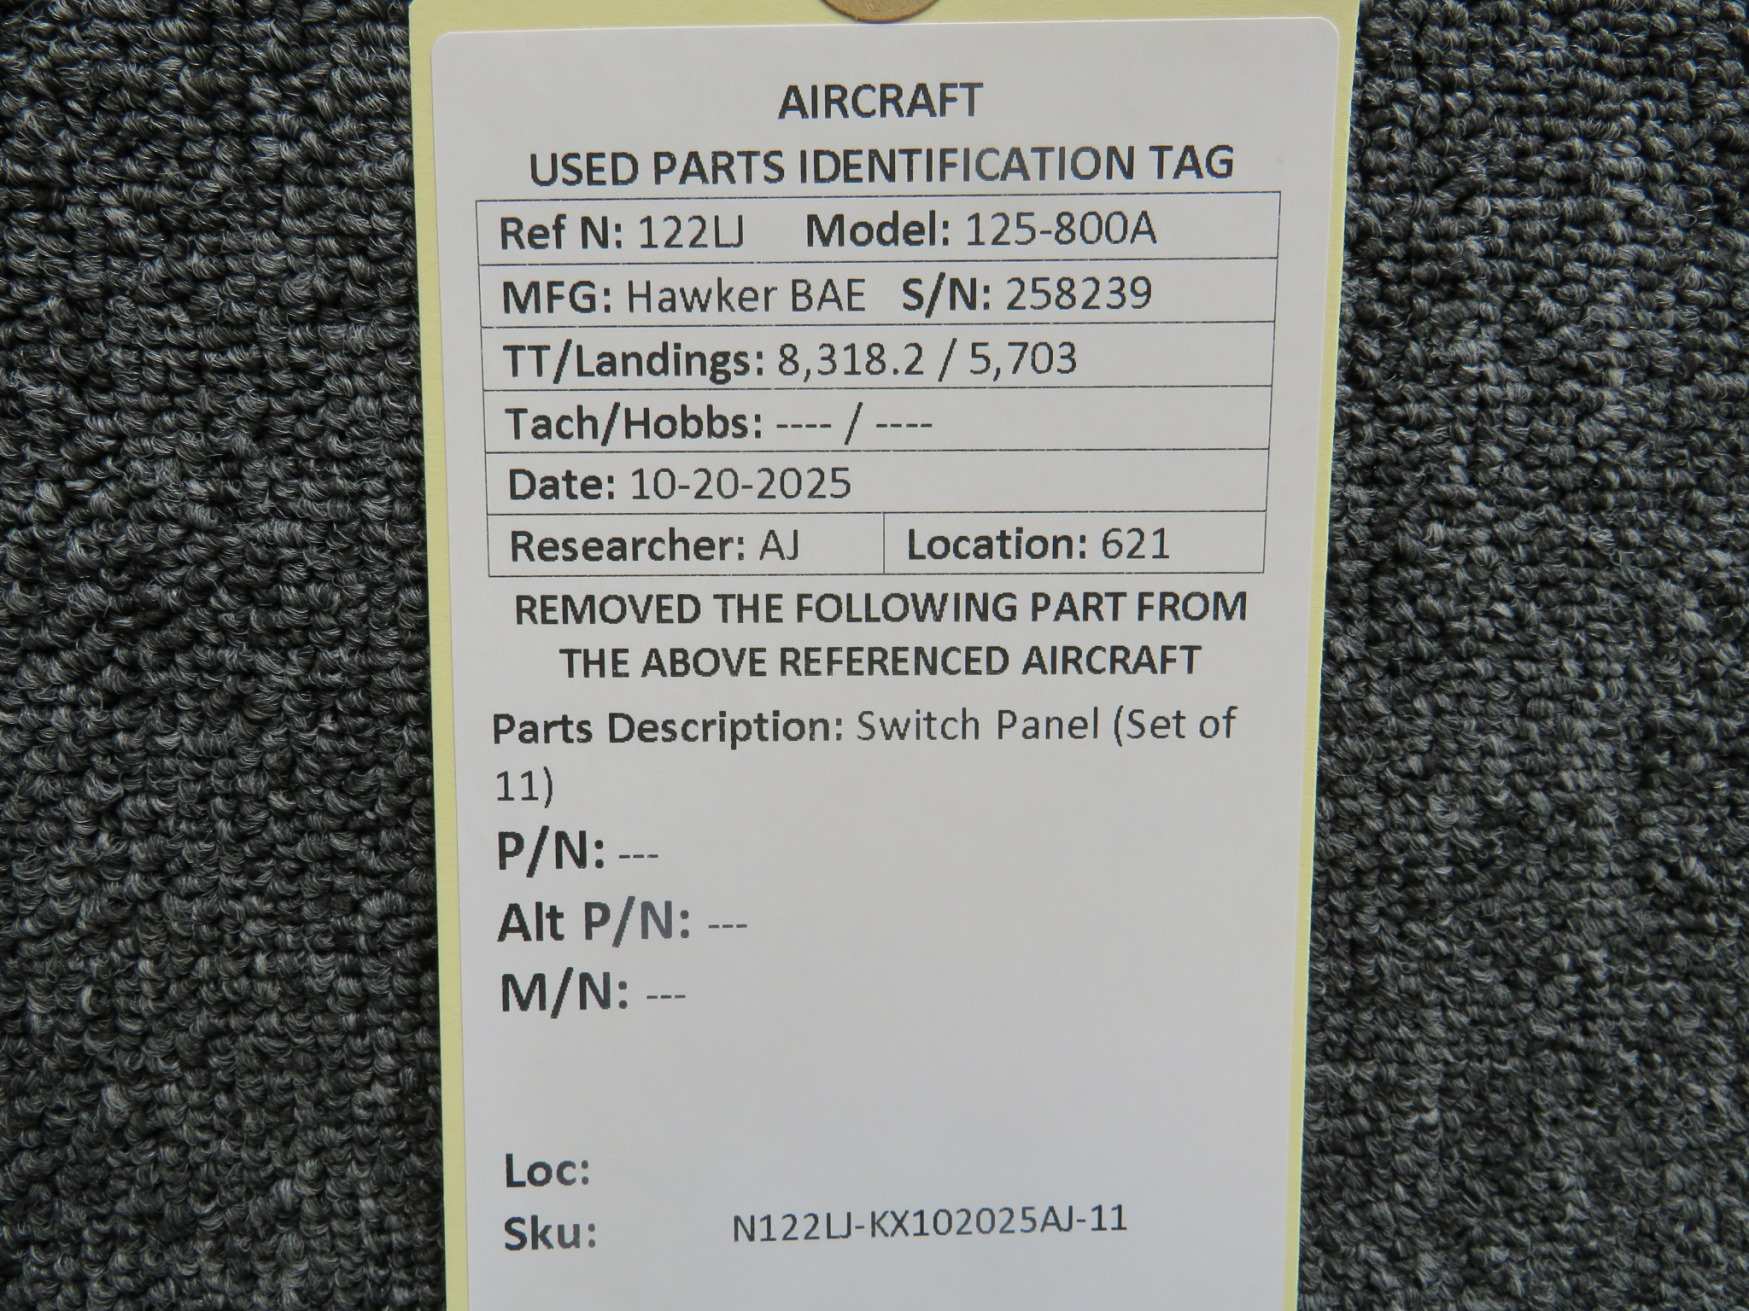 AIRCRAFT
USED PARTS IDENTIFICATION TAG
Ref N: 122LJ Model: 125-800A
MFG: Hawker BAE S/N: 258239
TT/Landings: 8,318.2 / 5,703
Tach/Hobbs: ---- / ----
Date: 10-20-2025
Researcher: AJ Location: 621
REMOVED THE FOLLOWING PART FROM
THE ABOVE REFERENCED AIRCRAFT
Parts Description: Switch Panel (Set of
11)
P/N: ---
Alt P/N: ---
M/N: ---
Loc:
Sku: N122LJ-KX102025AJ-11